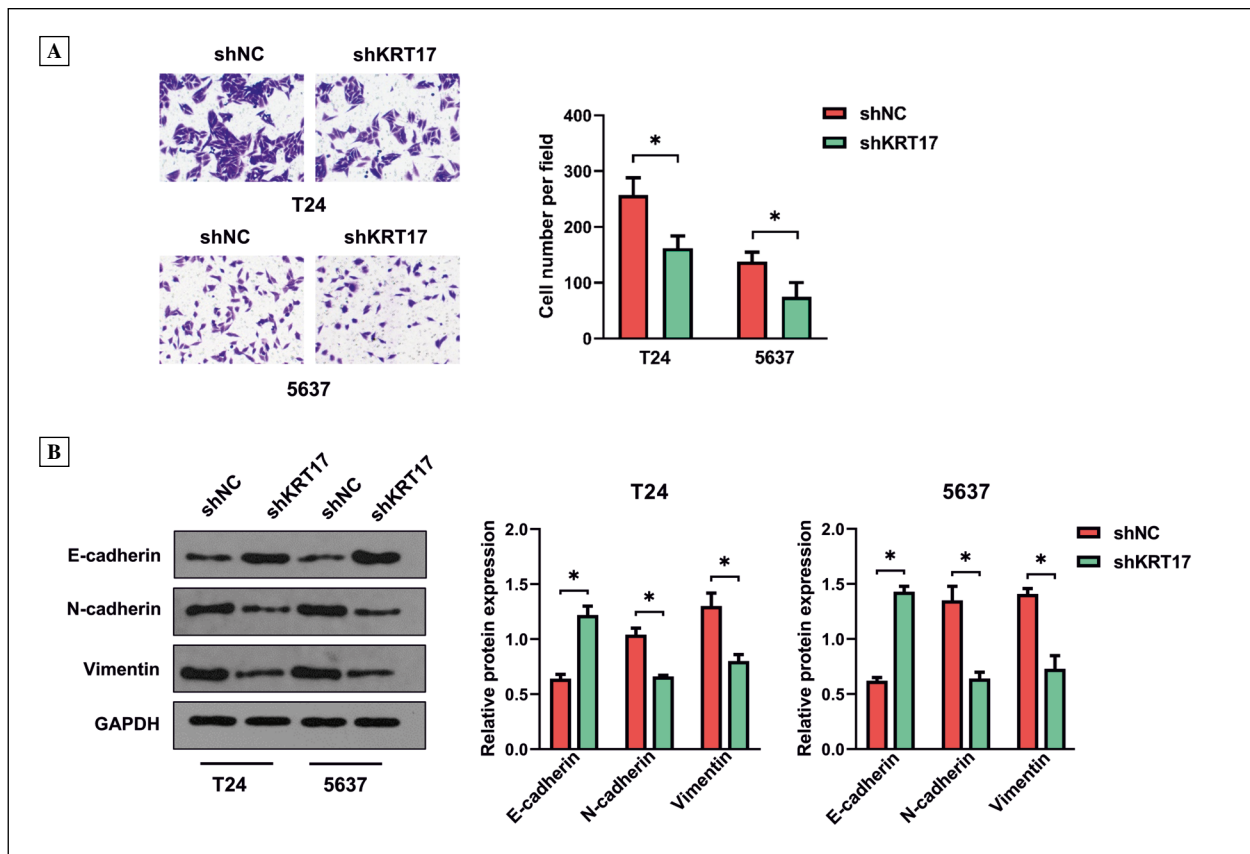 A
shNC shKRT17
T24
shNC shKRT17
5637
shNC
shKRT17
Cell number per field
400
300
200
100
0
* *
T24 5637
B
shNC shKRT17 shNC shKRT17
E-cadherin
N-cadherin
Vimentin
GAPDH
T24 5637
T24
Relative protein expression
2.0
1.5
1.0
0.5
0.0
* * *
E-cadherin N-cadherin Vimentin
5637
Relative protein expression
2.0
1.5
1.0
0.5
0.0
* * *
E-cadherin N-cadherin Vimentin
shNC
shKRT17